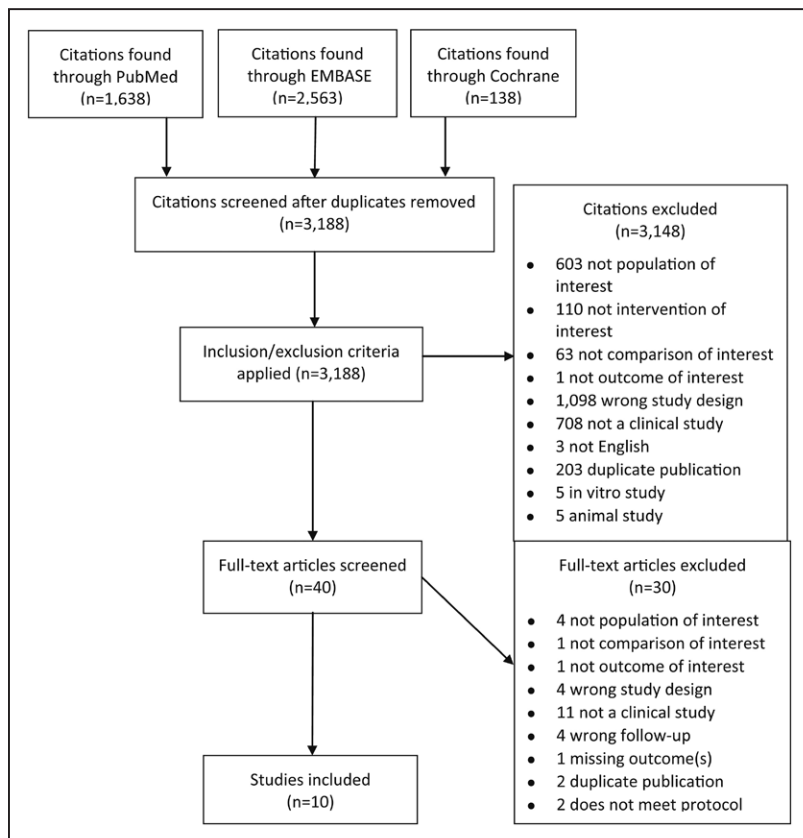 Citations found
through PubMed
(n=1,638)
Citations found
through EMBASE
(n=2,563)
Citations found
through Cochrane
(n=138)
Citations screened after duplicates removed
(n=3,188)
Citations excluded
(n=3,148)
• 603 not population of
interest
• 110 not intervention of
interest
• 63 not comparison of interest
• 1 not outcome of interest
• 1,098 wrong study design
• 708 not a clinical study
• 3 not English
• 203 duplicate publication
• 5 in vitro study
• 5 animal study
Inclusion/exclusion criteria
applied (n=3,188)
Full-text articles screened
(n=40)
Full-text articles excluded
(n=30)
• 4 not population of interest
• 1 not comparison of interest
• 1 not outcome of interest
• 4 wrong study design
• 11 not a clinical study
• 4 wrong follow-up
• 1 missing outcome(s)
• 2 duplicate publication
• 2 does not meet protocol
Studies included
(n=10)